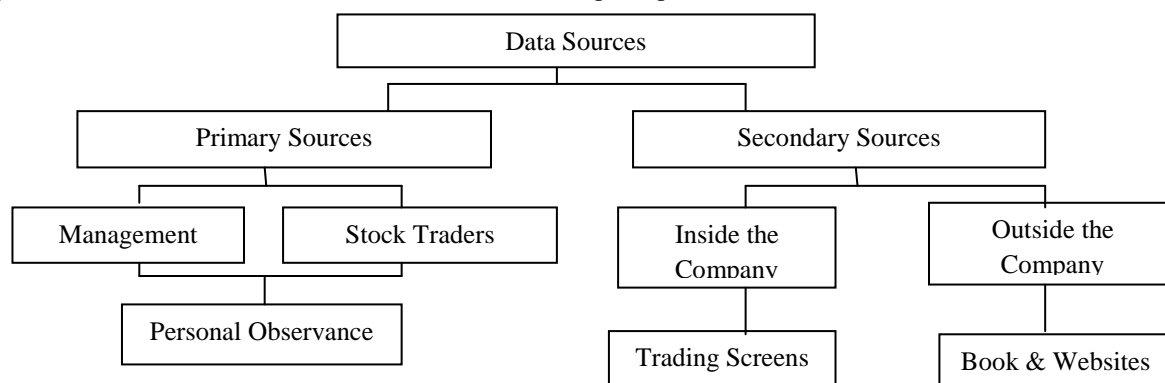 Data Sources
Primary Sources
Secondary Sources
Management
Stock Traders
Inside the
Company
Outside the
Company
Personal Observance
Trading Screens
Book & Websites